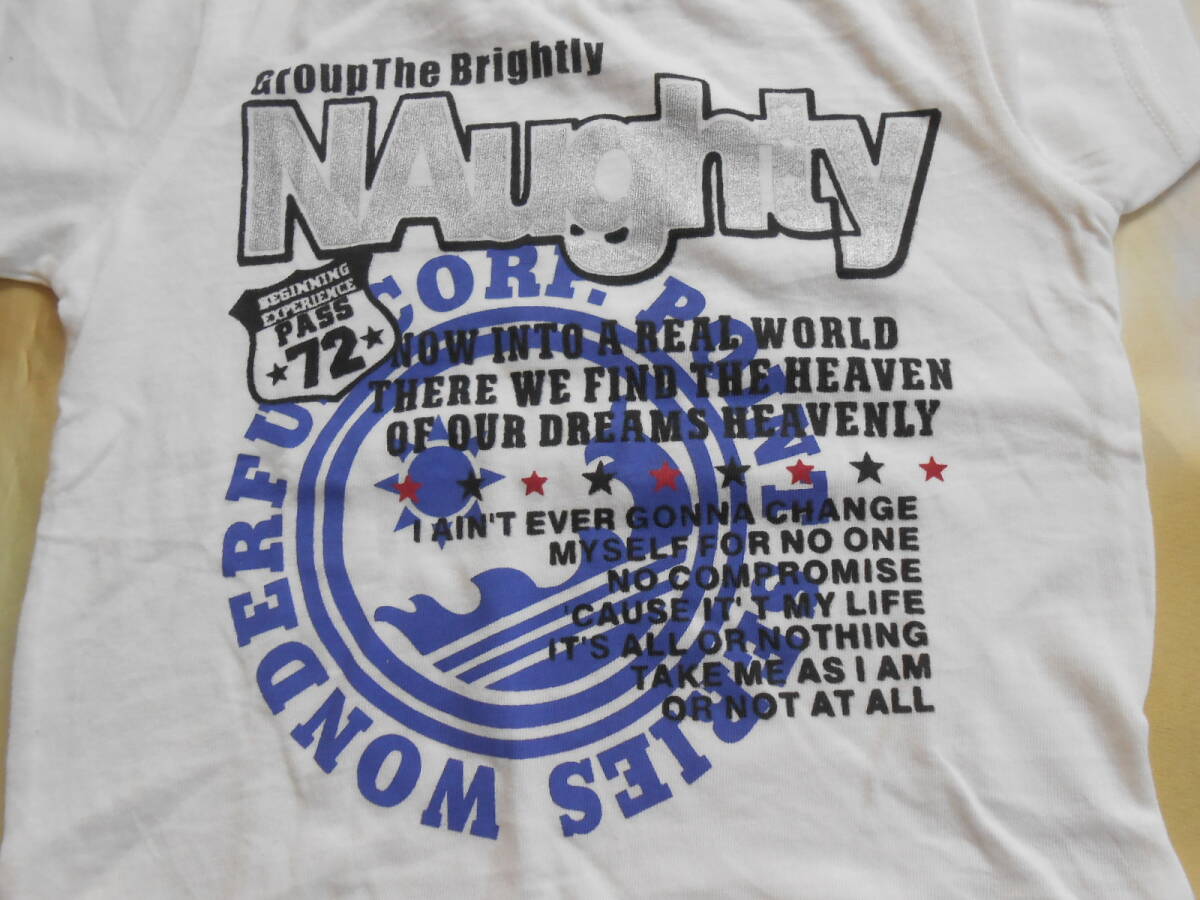 GrOupThe Brightly
NAughty
BEGINNING
EXPERIENCE
PASS
72
NOW INTO A REAL WORLD
THERE WE FIND THE HEAVEN
OF OUR DREAMS HEAVENLY
I AIN'T EVER GONNA CHANGE
MYSELF FOR NO ONE
NO COMPROMISE
'CAUSE IT' T MY LIFE
IT'S ALL OR NOTHING
TAKE ME AS I AM
OR NOT AT ALL
WONDERFUL CORP. POINT